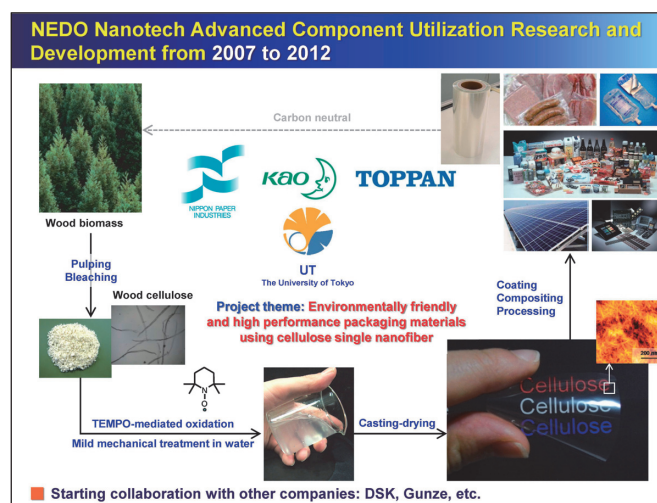 NEDO Nanotech Advanced Component Utilization Research and
Development from 2007 to 2012
Carbon neutral
NIPPON PAPER
INDUSTRIES
Kao
TOPPAN
UT
The University of Tokyo
Wood biomass
Pulping
Bleaching
Wood cellulose
Project theme: Environmentally friendly
and high performance packaging materials
using cellulose single nanofiber
Coating
Compositing
Processing
200 nm
N
O
TEMPO-mediated oxidation
Mild mechanical treatment in water
Casting-drying
Cellulose
Cellulose
Cellulose
Starting collaboration with other companies: DSK, Gunze, etc.